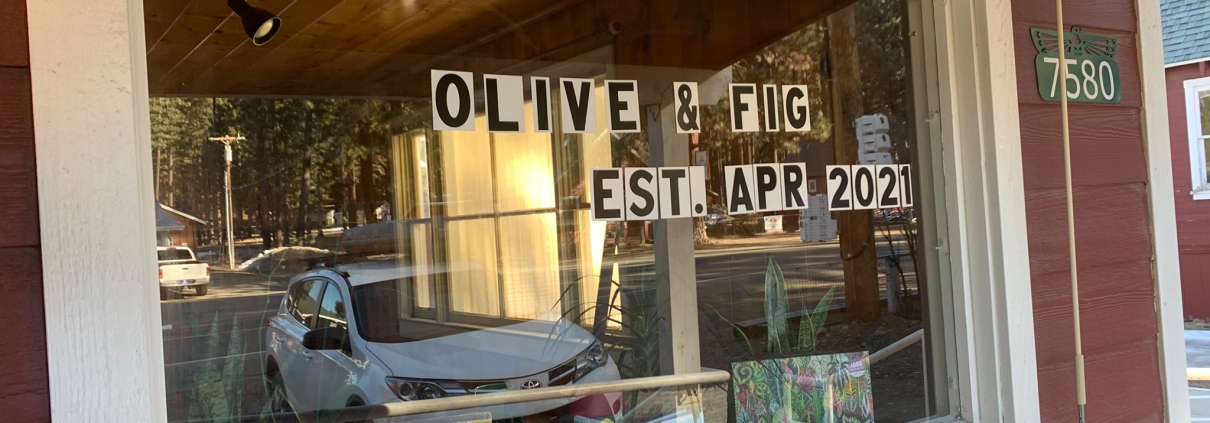 OLIVE & FIG
EST. APR 2021
7580